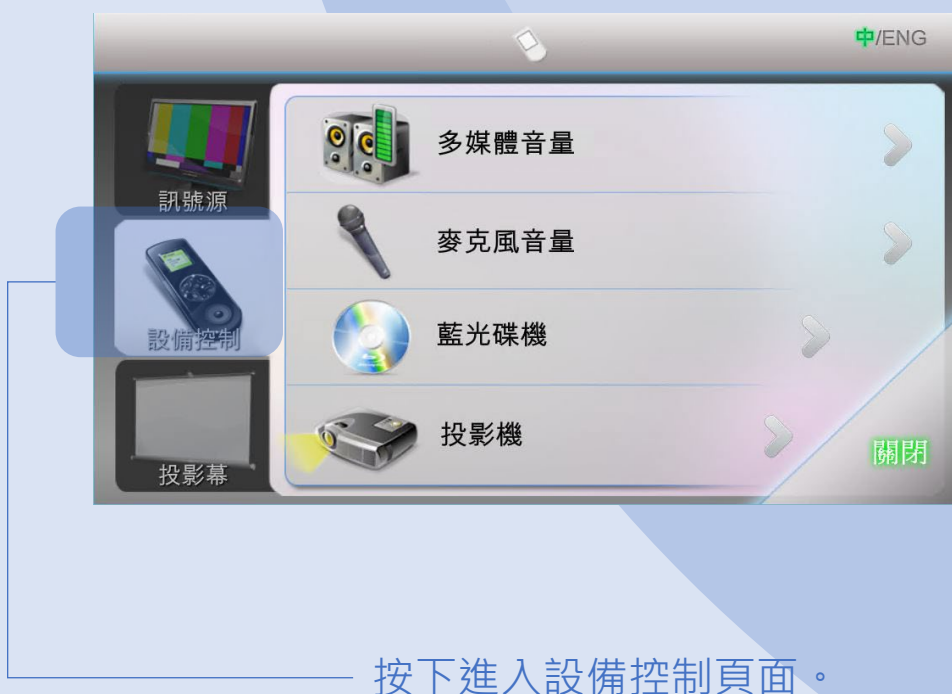 中/ENG
訊號源
設備控制
投影幕
多媒體音量
麥克風音量
藍光碟機
投影機
關閉
按下進入設備控制頁面。